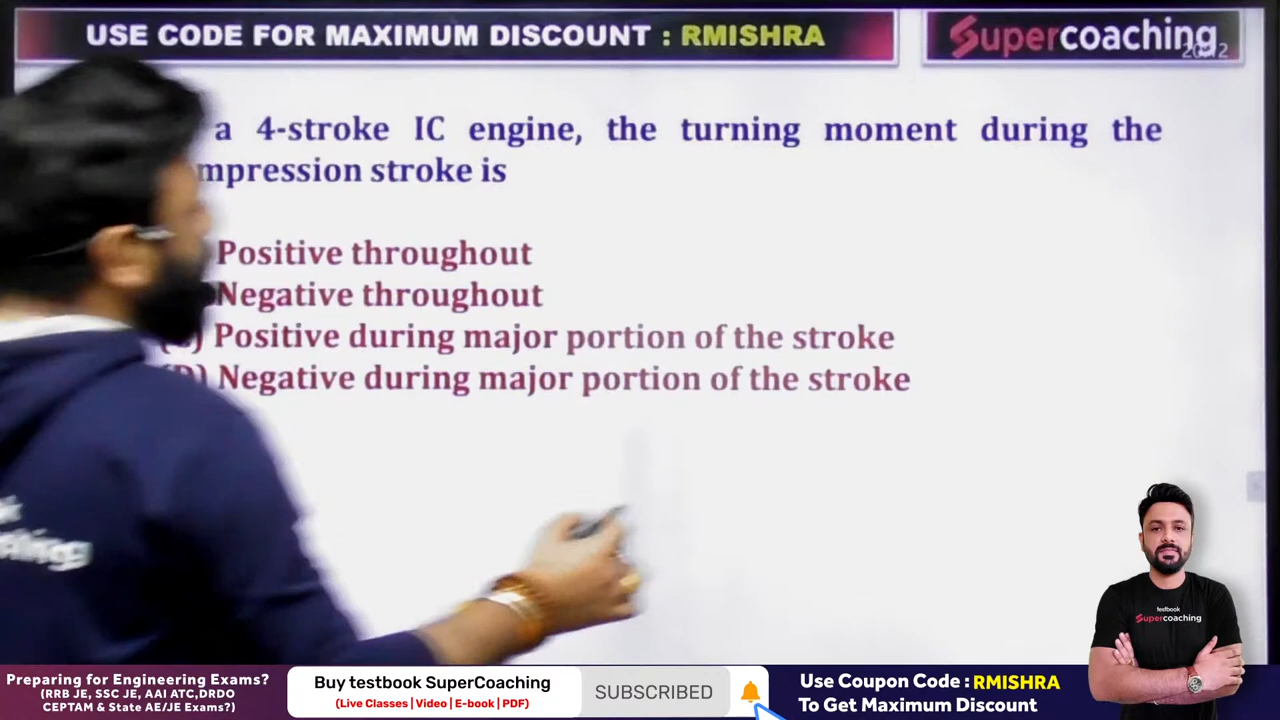 USE CODE FOR MAXIMUM DISCOUNT : RMISHRA
Supercoaching
a 4-stroke IC engine, the turning moment during the
mpression stroke is
Positive throughout
Negative throughout
Positive during major portion of the stroke
(D) Negative during major portion of the stroke
testbook
Supercoaching
Preparing for Engineering Exams?
(RRB JE, SSC JE, AAI ATC,DRDO
CEPTAM & State AE/JE Exams?)
Buy testbook SuperCoaching
(Live Classes | Video | E-book | PDF)
SUBSCRIBED
Use Coupon Code : RMISHRA
To Get Maximum Discount